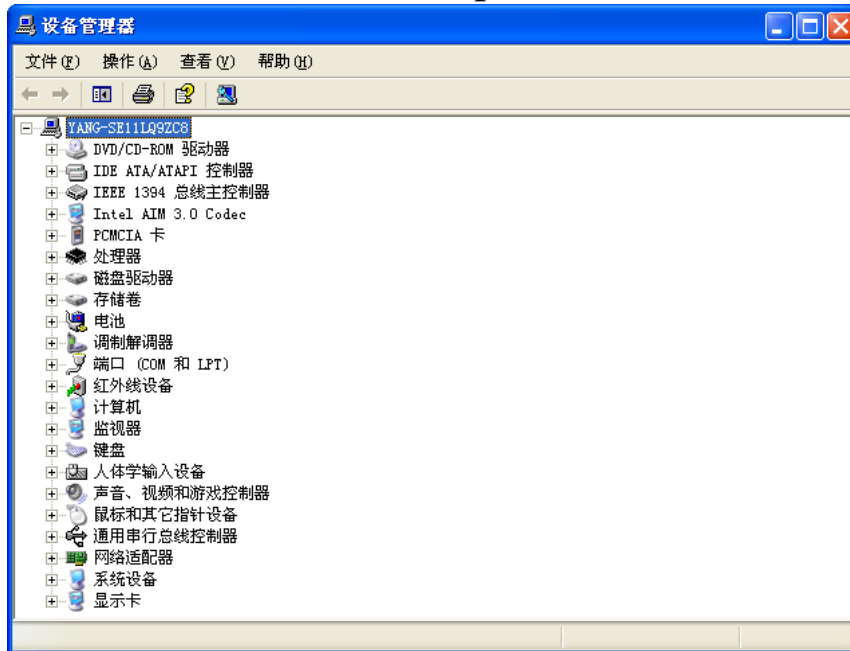 设备管理器
文件(F) 操作(A) 查看(V) 帮助(H)
YANG-SE11LQ9ZC8
DVD/CD-ROM 驱动器
IDE ATA/ATAPI 控制器
IEEE 1394 总线主控制器
Intel AIM 3.0 Codec
PCMCIA 卡
处理器
磁盘驱动器
存储卷
电池
调制解调器
端口 (COM 和 LPT)
红外线设备
计算机
监视器
键盘
人体学输入设备
声音、视频和游戏控制器
鼠标和其它指针设备
通用串行总线控制器
网络适配器
系统设备
显示卡